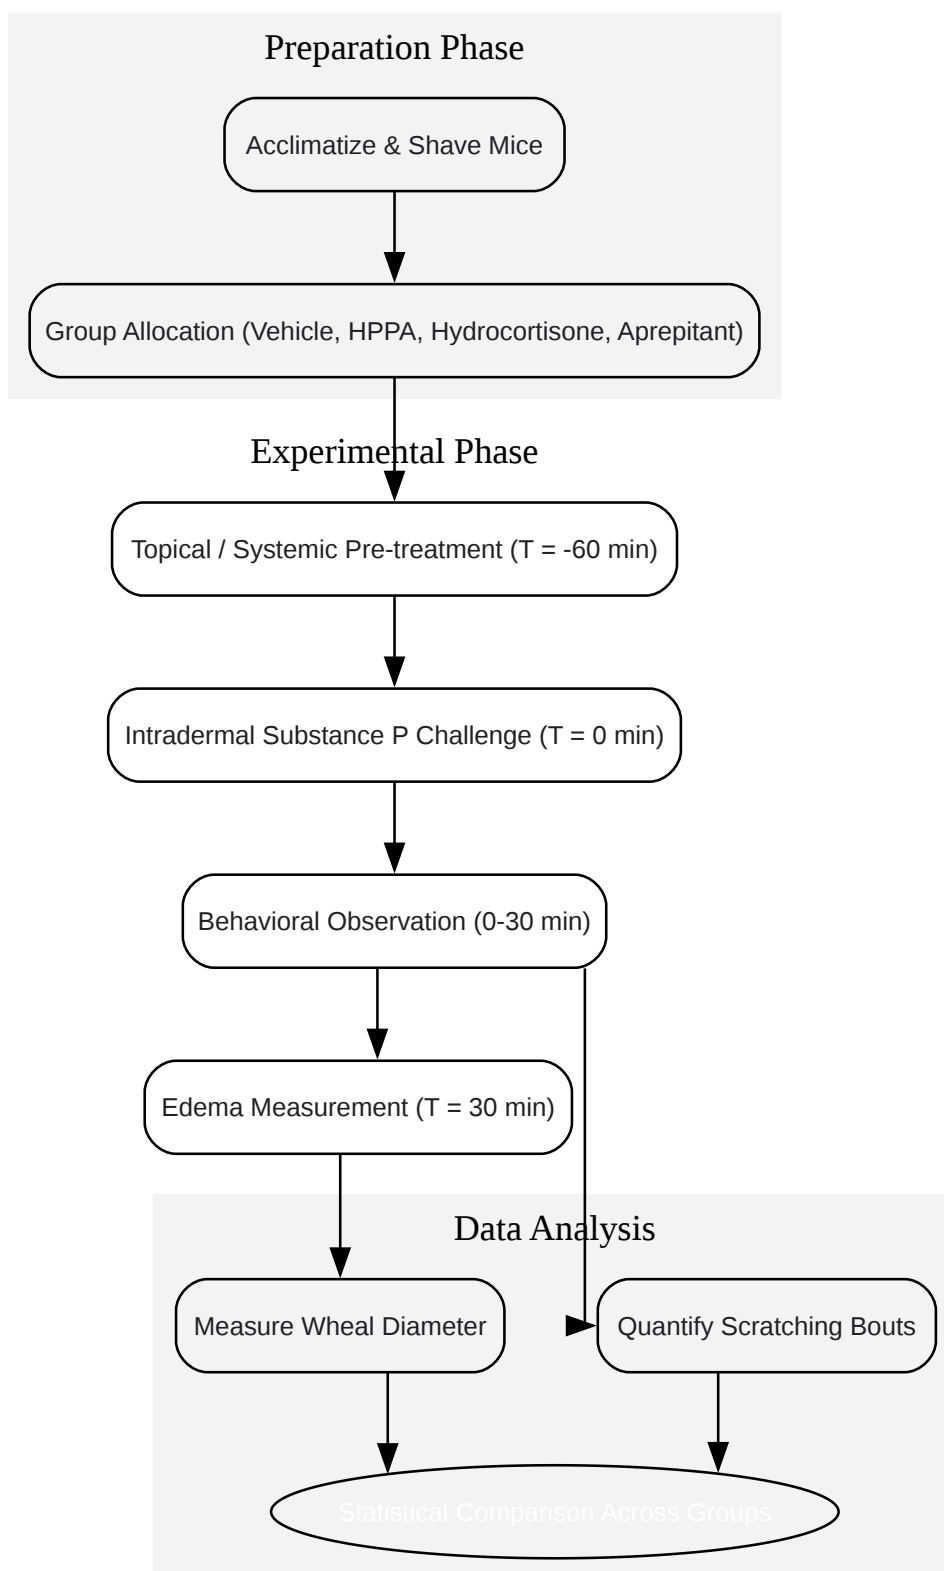 Preparation Phase
Acclimatize & Shave Mice
Group Allocation (Vehicle, HPPA, Hydrocortisone, Aprepitant)
Experimental Phase
Topical / Systemic Pre-treatment (T = -60 min)
Intradermal Substance P Challenge (T = 0 min)
Behavioral Observation (0-30 min)
Edema Measurement (T = 30 min)
Data Analysis
Measure Wheal Diameter
Quantify Scratching Bouts
Statistical Comparison Across Groups